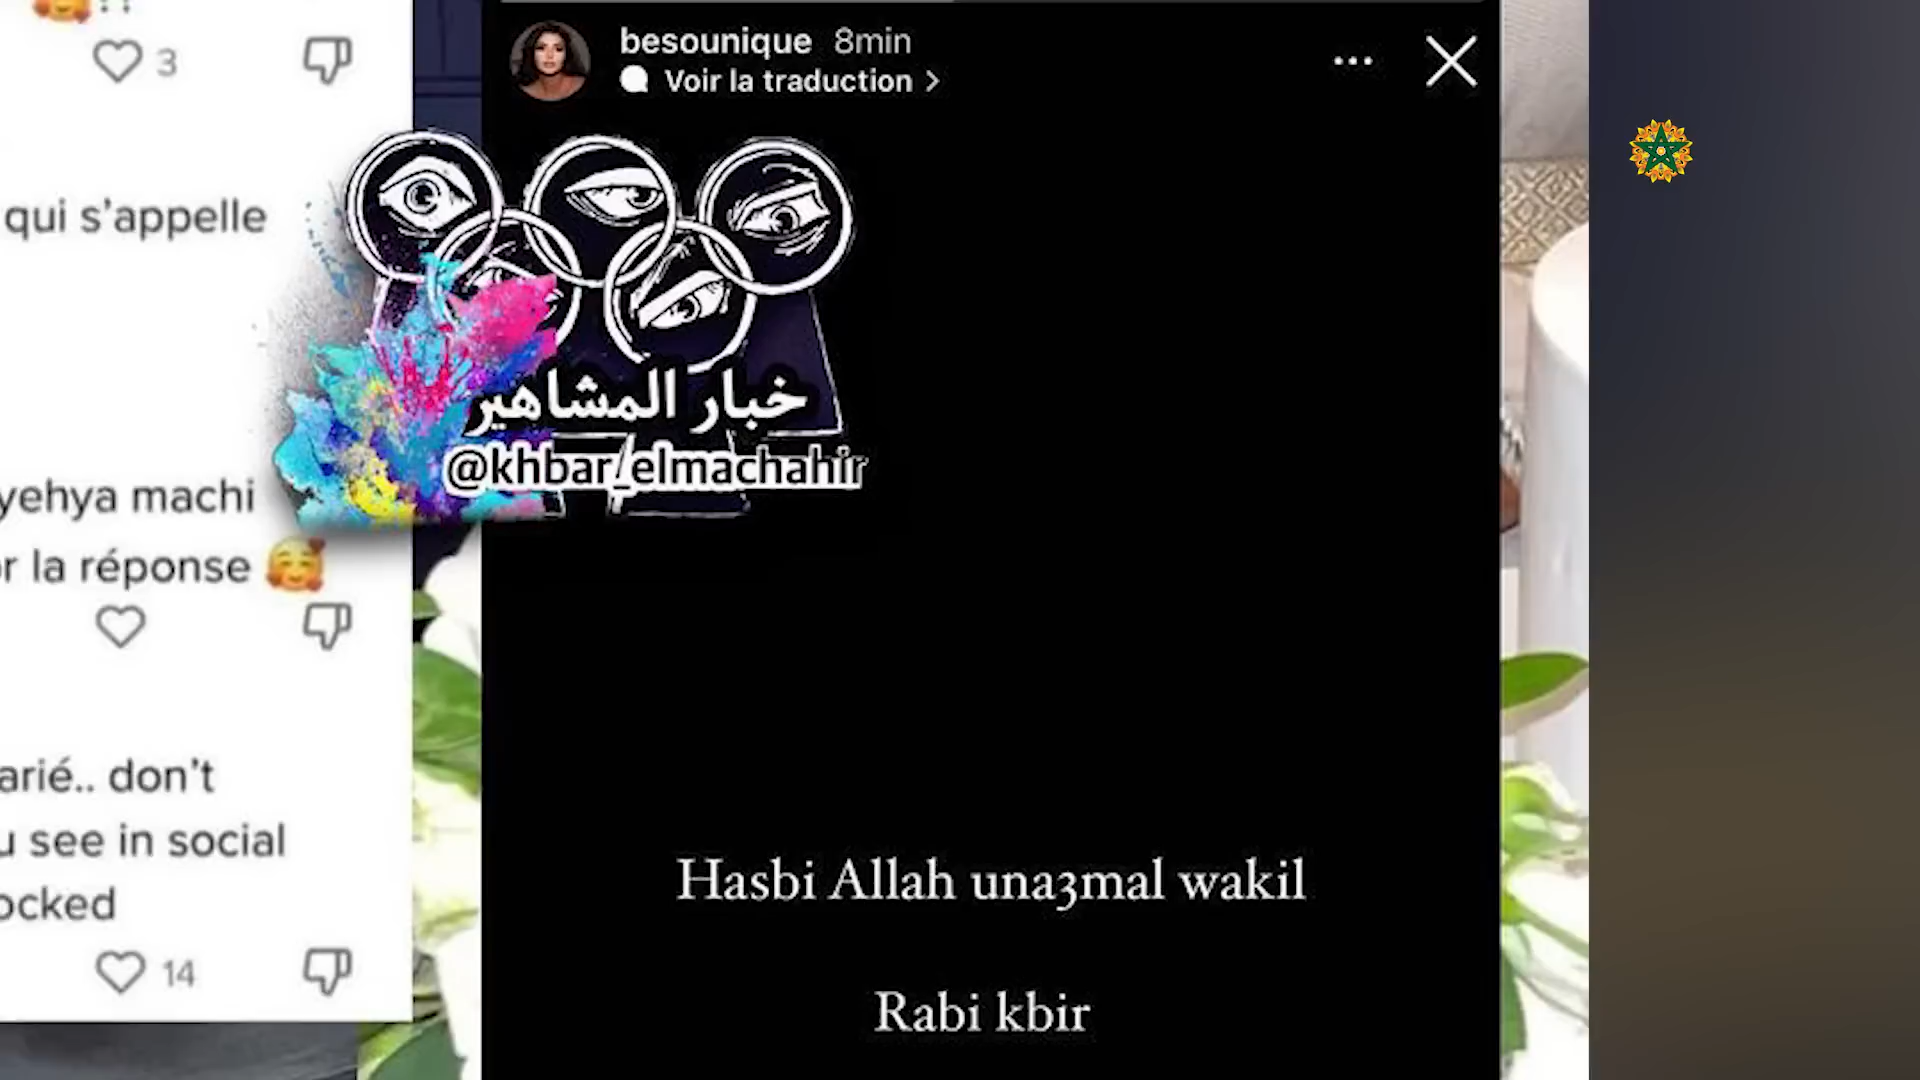 3
qui s'appelle
yehya machi
r la réponse 🥰
arié.. don't
u see in social
ocked
14
besounique 8min
Voir la traduction >
خبار المشاهير
@khbar_elmachahir
Hasbi Allah una3mal wakil
Rabi kbir